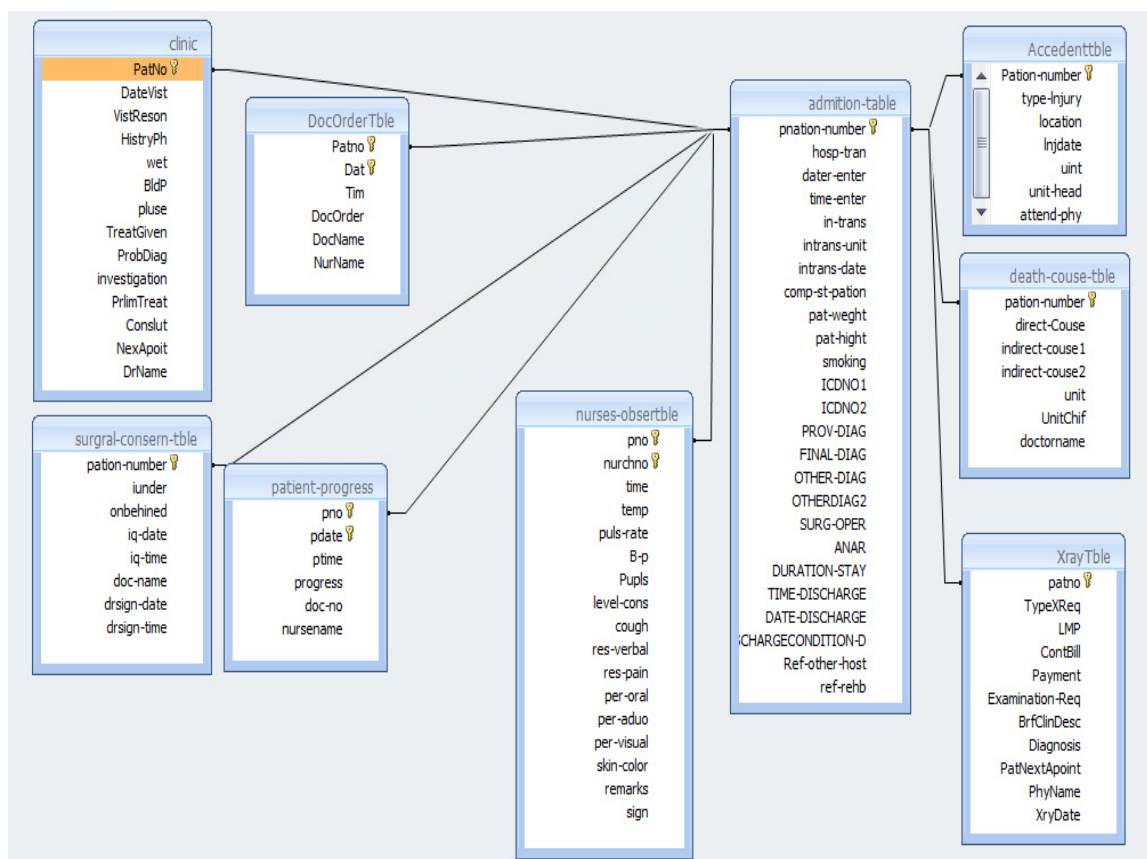 clinic
PatNo
DateVist
VistReson
HistryPh
wet
BldP
pluse
TreatGiven
ProbDiag
investigation
PrlimTreat
Conslut
NexApoit
DrName
DocOrderTble
Patno
Dat
Tim
DocOrder
DocName
NurName
surgral-consern-tble
pation-number
iunder
onbehined
iq-date
iq-time
doc-name
drsign-date
drsign-time
patient-progress
pno
pdate
ptime
progress
doc-no
nursename
nurses-obsertble
pno
nurchno
time
temp
puls-rate
B-p
Pupls
level-cons
cough
res-verbal
res-pain
per-oral
per-aduo
per-visual
skin-color
remarks
sign
admition-table
pnation-number
hosp-tran
dater-enter
time-enter
in-trans
intrans-unit
intrans-date
comp-st-pation
pat-weght
pat-hight
smoking
ICDNO1
ICDNO2
PROV-DIAG
FINAL-DIAG
OTHER-DIAG
OTHERDIAG2
SURG-OPER
ANAR
DURATION-STAY
TIME-DISCHARGE
DATE-DISCHARGE
SCHARGECONDITION-D
Ref-other-host
ref-rehb
Accedenttble
Pation-number
type-Injury
location
Injdate
uint
unit-head
attend-phy
death-couse-tble
pation-number
direct-Couse
indirect-couse1
indirect-couse2
unit
UnitChif
doctorname
XrayTble
patno
TypeXReq
LMP
ContBill
Payment
Examination-Req
BrfClinDesc
Diagnosis
PatNextApoint
PhyName
XryDate